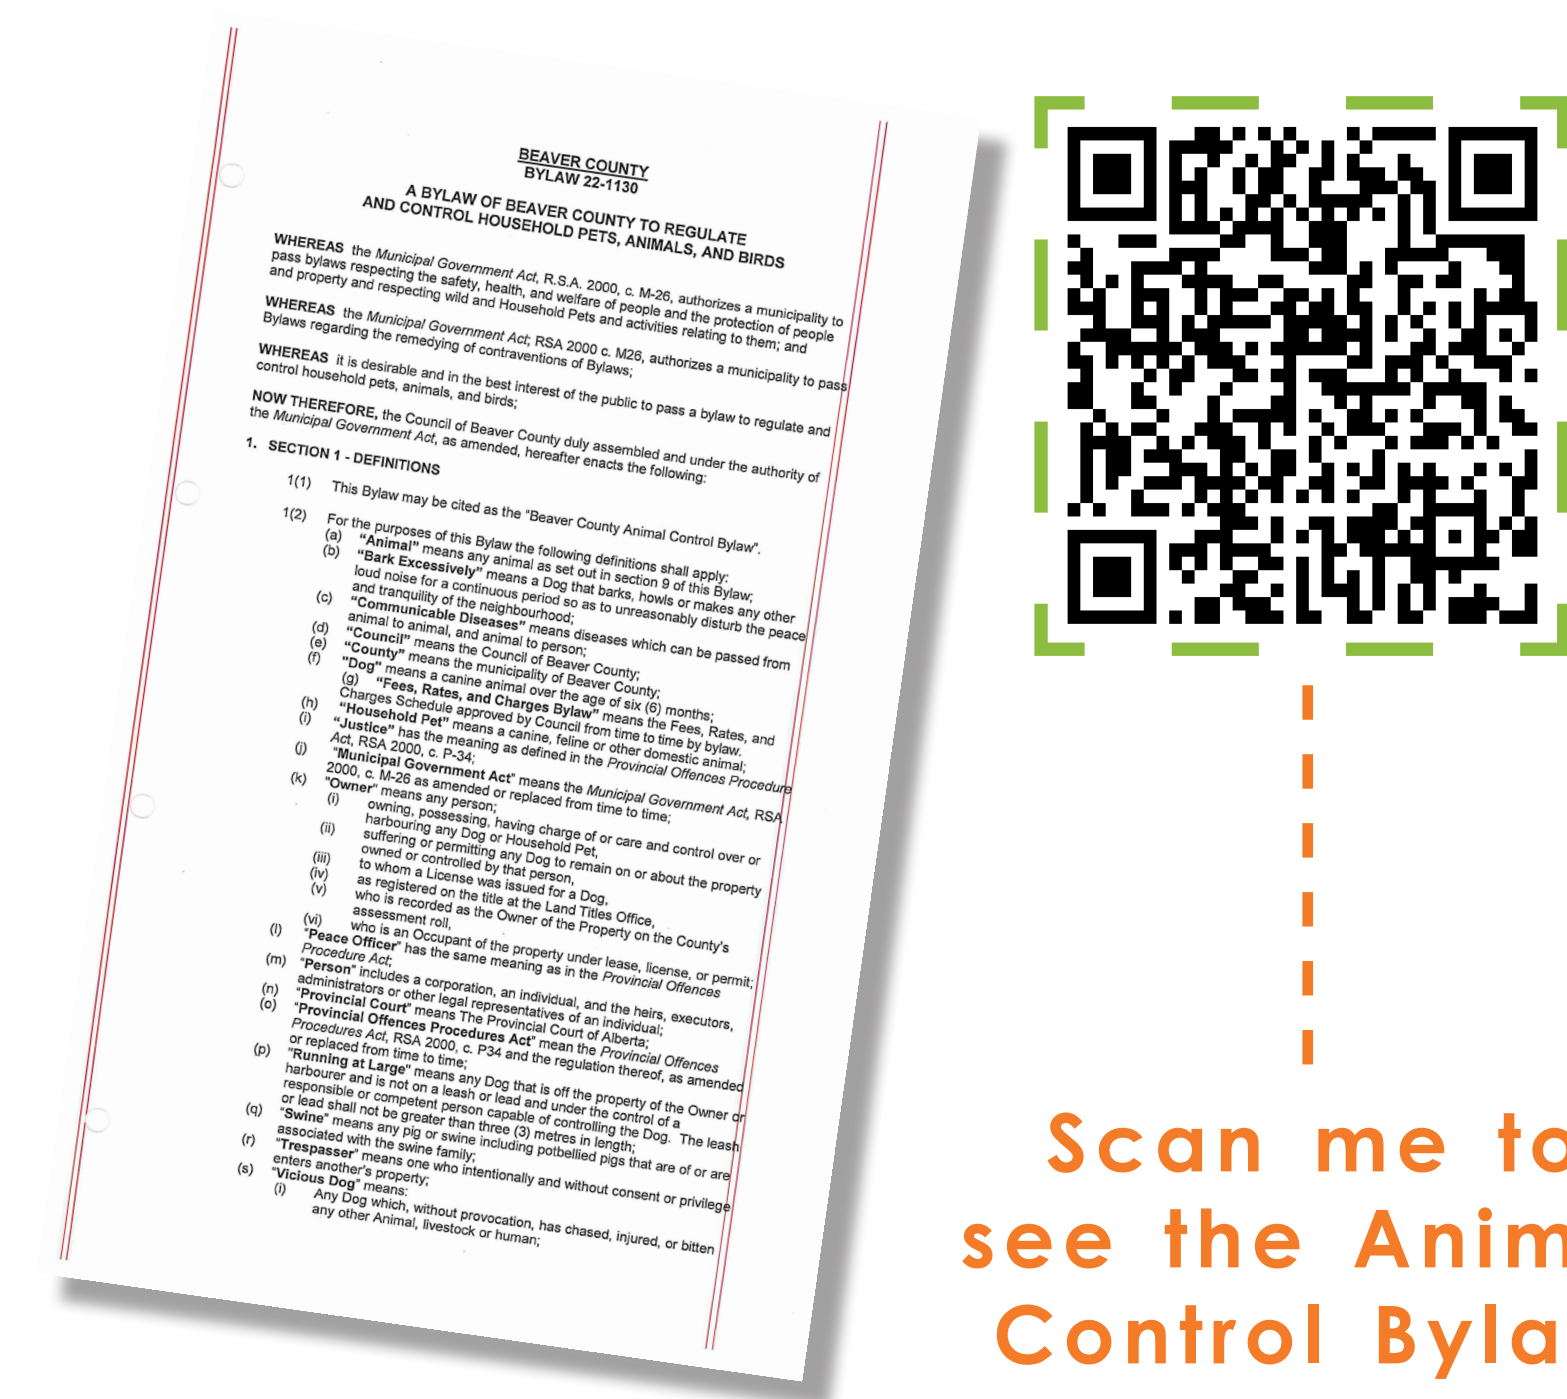 BEAVER COUNTY
BYLAW 22-1130
A BYLAW OF BEAVER COUNTY TO REGULATE
AND CONTROL HOUSEHOLD PETS, ANIMALS, AND BIRDS
WHEREAS the Municipal Government Act, R.S.A. 2000, c. M-26, authorizes a municipality to
pass bylaws respecting the safety, health, and welfare of people and the protection of people
and property and respecting wild and Household Pets and activities relating to them; and
WHEREAS the Municipal Government Act; RSA 2000 c. M26, authorizes a municipality to pass
Bylaws regarding the remedying of contraventions of Bylaws;
WHEREAS it is desirable and in the best interest of the public to pass a bylaw to regulate and
control household pets, animals, and birds;
NOW THEREFORE, the Council of Beaver County duly assembled and under the authority of
the Municipal Government Act, as amended, hereafter enacts the following:
1. SECTION 1 - DEFINITIONS
1(1) This Bylaw may be cited as the "Beaver County Animal Control Bylaw".
1(2) For the purposes of this Bylaw the following definitions shall apply:
(a) "Animal" means any animal as set out in section 9 of this Bylaw;
(b) "Bark Excessively" means a Dog that barks, howls or makes any other
loud noise for a continuous period so as to unreasonably disturb the peace
and tranquility of the neighbourhood;
(c) "Communicable Diseases" means diseases which can be passed from
animal to animal, and animal to person;
(d) "Council" means the Council of Beaver County;
(e) "County" means the municipality of Beaver County;
(f) "Dog" means a canine animal over the age of six (6) months;
(g) "Fees, Rates, and Charges Bylaw" means the Fees, Rates, and
Charges Schedule approved by Council from time to time by bylaw.
(h) "Household Pet" means a canine, feline or other domestic animal;
(i) "Justice" has the meaning as defined in the Provincial Offences Procedure
Act, RSA 2000, c. P-34;
(j) "Municipal Government Act" means the Municipal Government Act, RSA
2000, c. M-26 as amended or replaced from time to time;
(k) "Owner" means any person;
(i) owning, possessing, having charge of or care and control over or
harbouring any Dog or Household Pet,
(ii) suffering or permitting any Dog to remain on or about the property
owned or controlled by that person,
(iii) to whom a License was issued for a Dog,
(iv) as registered on the title at the Land Titles Office,
(v) who is recorded as the Owner of the Property on the County's
assessment roll,
(vi) who is an Occupant of the property under lease, license, or permit;
(l) "Peace Officer" has the same meaning as in the Provincial Offences
Procedure Act;
(m) "Person" includes a corporation, an individual, and the heirs, executors,
administrators or other legal representatives of an individual;
(n) "Provincial Court" means The Provincial Court of Alberta;
(o) "Provincial Offences Procedures Act" mean the Provincial Offences
Procedures Act, RSA 2000, c. P34 and the regulation thereof, as amended
or replaced from time to time;
(p) "Running at Large" means any Dog that is off the property of the Owner or
harbourer and is not on a leash or lead and under the control of a
responsible or competent person capable of controlling the Dog. The leash
or lead shall not be greater than three (3) metres in length;
(q) "Swine" means any pig or swine including potbellied pigs that are of or are
associated with the swine family;
(r) "Trespasser" means one who intentionally and without consent or privilege
enters another's property;
(s) "Vicious Dog" means:
(i) Any Dog which, without provocation, has chased, injured, or bitten
any other Animal, livestock or human;
Scan me to
see the Anim
Control Byla